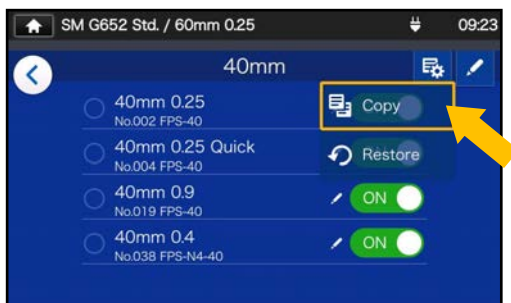 SM G652 Std. / 60mm 0.25 09:23
40mm
40mm 0.25
No.002 FPS-40
Copy
40mm 0.25 Quick
No.004 FPS-40
Restore
40mm 0.9
No.019 FPS-40
ON
40mm 0.4
No.038 FPS-N4-40
ON